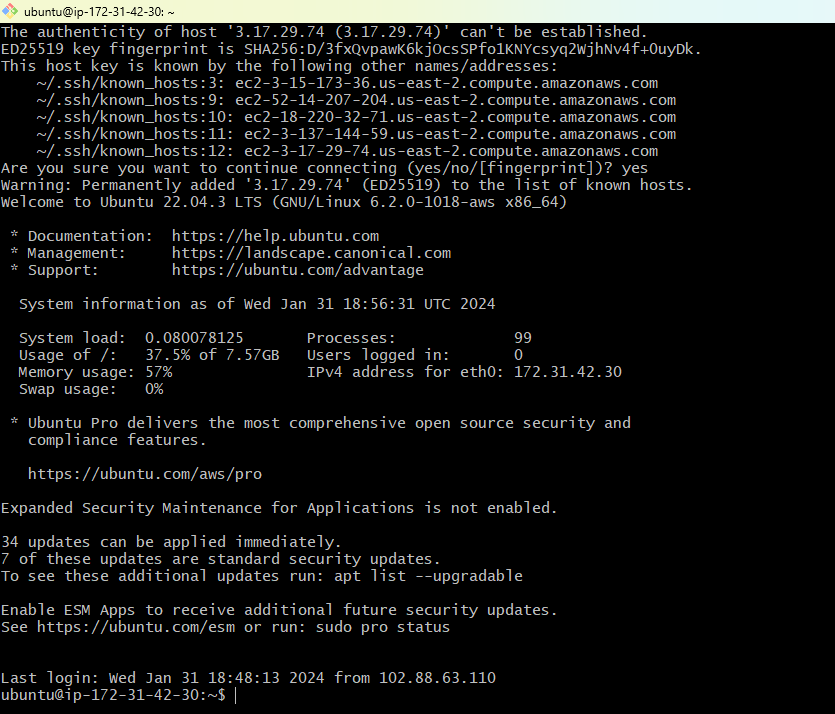 ubuntu@ip-172-31-42-30: ~
The authenticity of host '3.17.29.74 (3.17.29.74)' can't be established.
ED25519 key fingerprint is SHA256:D/3fxQvpawK6kjOcsSPfo1KNYcsyq2WjhNv4f+OuyDk.
This host key is known by the following other names/addresses:
    ~/.ssh/known_hosts:3: ec2-3-15-173-36.us-east-2.compute.amazonaws.com
    ~/.ssh/known_hosts:9: ec2-52-14-207-204.us-east-2.compute.amazonaws.com
    ~/.ssh/known_hosts:10: ec2-18-220-32-71.us-east-2.compute.amazonaws.com
    ~/.ssh/known_hosts:11: ec2-3-137-144-59.us-east-2.compute.amazonaws.com
    ~/.ssh/known_hosts:12: ec2-3-17-29-74.us-east-2.compute.amazonaws.com
Are you sure you want to continue connecting (yes/no/[fingerprint])? yes
Warning: Permanently added '3.17.29.74' (ED25519) to the list of known hosts.
Welcome to Ubuntu 22.04.3 LTS (GNU/Linux 6.2.0-1018-aws x86_64)
 * Documentation:  https://help.ubuntu.com
 * Management:     https://landscape.canonical.com
 * Support:        https://ubuntu.com/advantage
  System information as of Wed Jan 31 18:56:31 UTC 2024
  System load:  0.080078125       Processes:             99
  Usage of /:   37.5% of 7.57GB   Users logged in:       0
  Memory usage: 57%               IPv4 address for eth0: 172.31.42.30
  Swap usage:   0%
 * Ubuntu Pro delivers the most comprehensive open source security and
   compliance features.
   https://ubuntu.com/aws/pro
Expanded Security Maintenance for Applications is not enabled.
34 updates can be applied immediately.
7 of these updates are standard security updates.
To see these additional updates run: apt list --upgradable
Enable ESM Apps to receive additional future security updates.
See https://ubuntu.com/esm or run: sudo pro status
Last login: Wed Jan 31 18:48:13 2024 from 102.88.63.110
ubuntu@ip-172-31-42-30:~$